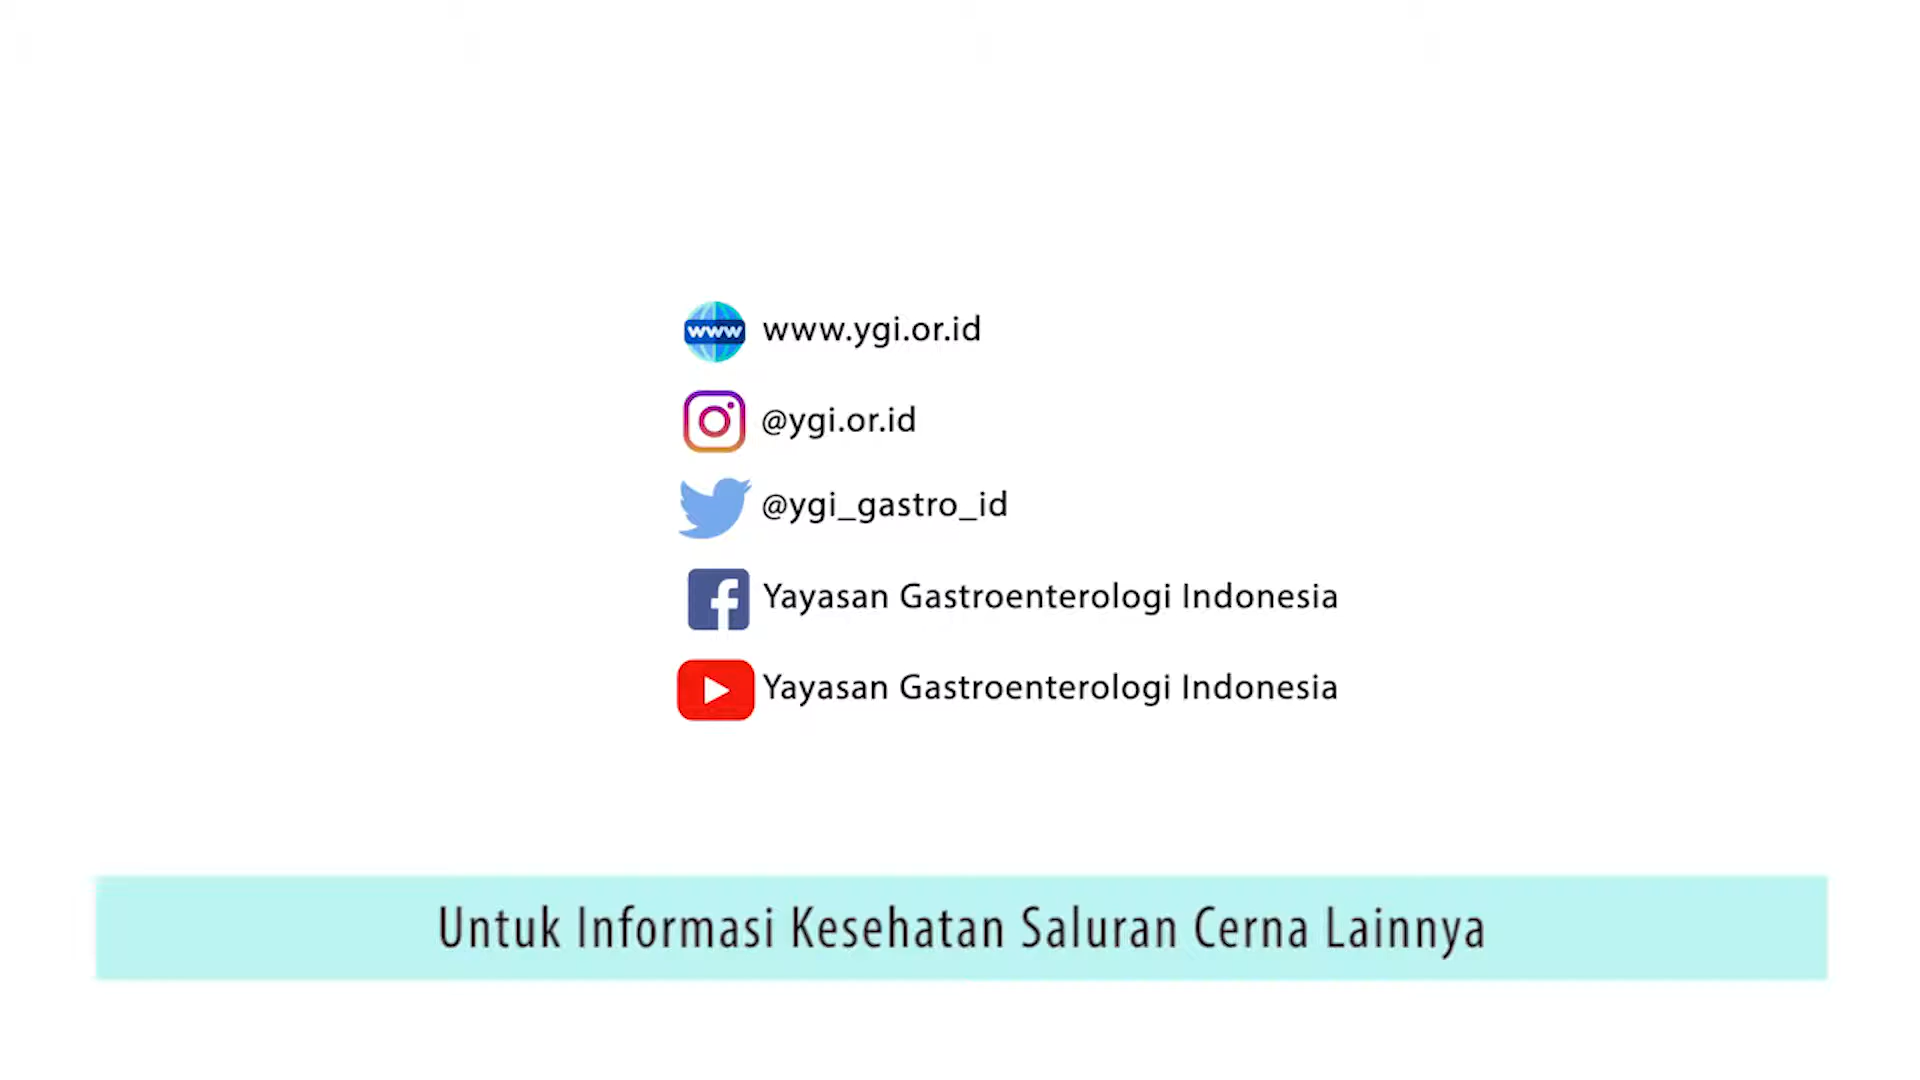 www www.ygi.or.id
@ygi.or.id
@ygi_gastro_id
Yayasan Gastroenterologi Indonesia
Yayasan Gastroenterologi Indonesia
Untuk Informasi Kesehatan Saluran Cerna Lainnya